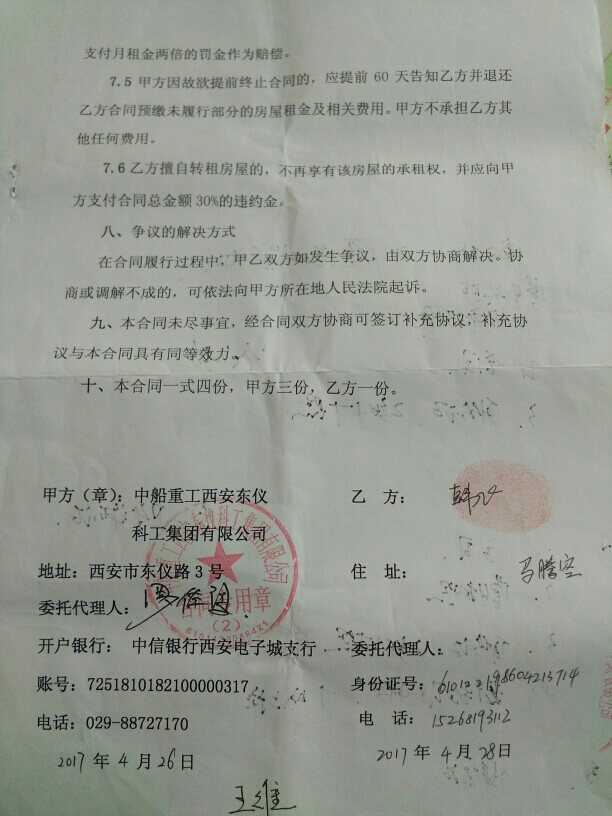 支付月租金两倍的罚金作为赔偿。
7.5 甲方因故欲提前终止合同的，应提前 60 天告知乙方并退还
乙方合同预缴未履行部分的房屋租金及相关费用。甲方不承担乙方其
他任何费用。
7.6 乙方擅自转租房屋的，不再享有该房屋的承租权，并应向甲
方支付合同总金额 30%的违约金。
八、争议的解决方式
在合同履行过程中，甲乙双方如发生争议，由双方协商解决。协
商或调解不成的，可依法向甲方所在地人民法院起诉。
九、本合同未尽事宜，经合同双方协商可签订补充协议，补充协
议与本合同具有同等效力、
十、本合同一式四份，甲方三份，乙方一份。
甲方（章）：中船重工西安东仪
科工集团有限公司
地址：西安市东仪路 3 号
委托代理人：
开户银行： 中信银行西安电子城支行
账号：7251810182100000317
电话：029-88727170
2017 年 4 月 26 日
乙 方：
住 址： 马腾空
委托代理人：
身份证号：
电 话：15268193112
2017 年 4 月 28 日
王维
合同专用章
（2）